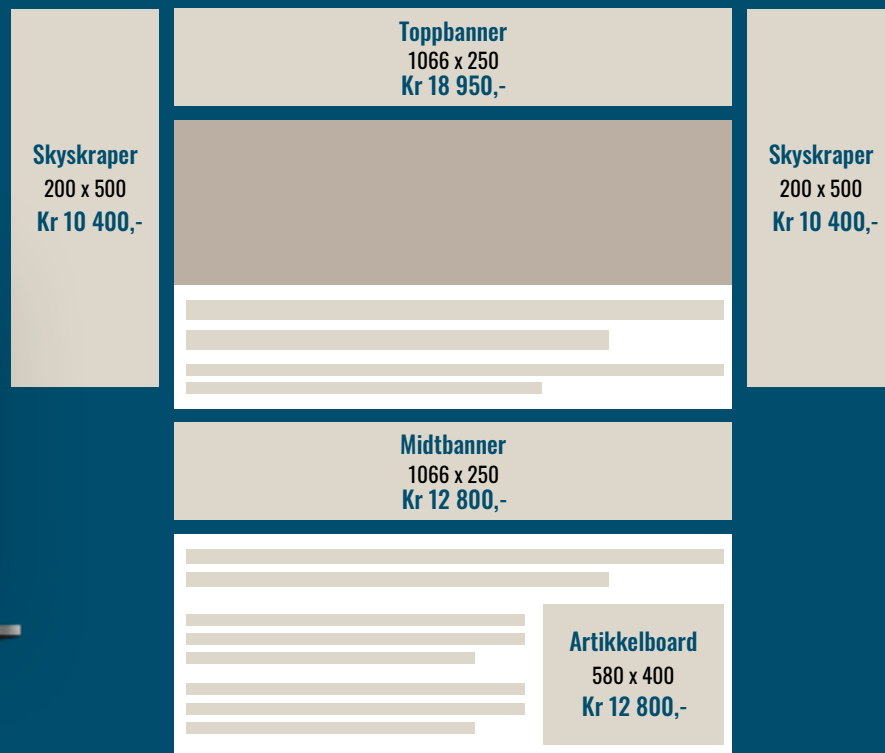 Toppbanner
1066 x 250
Kr 18 950,-
Skyskraper
200 x 500
Kr 10 400,-
Skyskraper
200 x 500
Kr 10 400,-
Midtbanner
1066 x 250
Kr 12 800,-
Artikkelboard
580 x 400
Kr 12 800,-